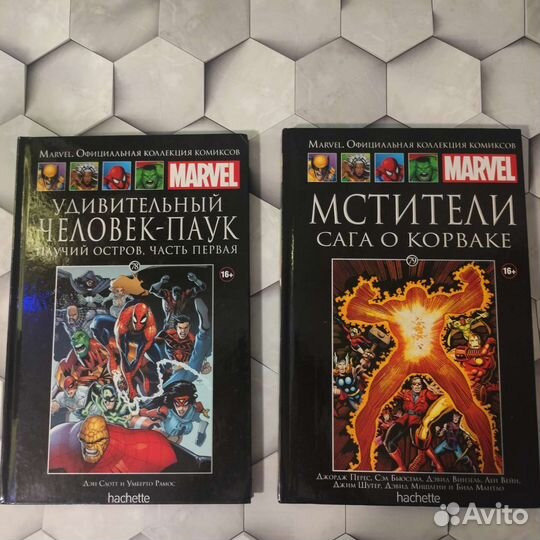 Marvel. Официальная коллекция комиксов
MARVEL
УДИВИТЕЛЬНЫЙ
ЧЕЛОВЕК-ПАУК
ПАУЧИЙ ОСТРОВ. ЧАСТЬ ПЕРВАЯ
78
16+
Дэн Слотт и Умберто Рамос
hachette
Marvel. Официальная коллекция комиксов
MARVEL
МСТИТЕЛИ
САГА О КОРВАКЕ
79
16+
Джордж Перес, Сэл Бьюсема, Дэвид Вензел, Лен Вейн,
Джим Шутер, Дэвид Мишлени и Билл Мантло
hachette
Avito